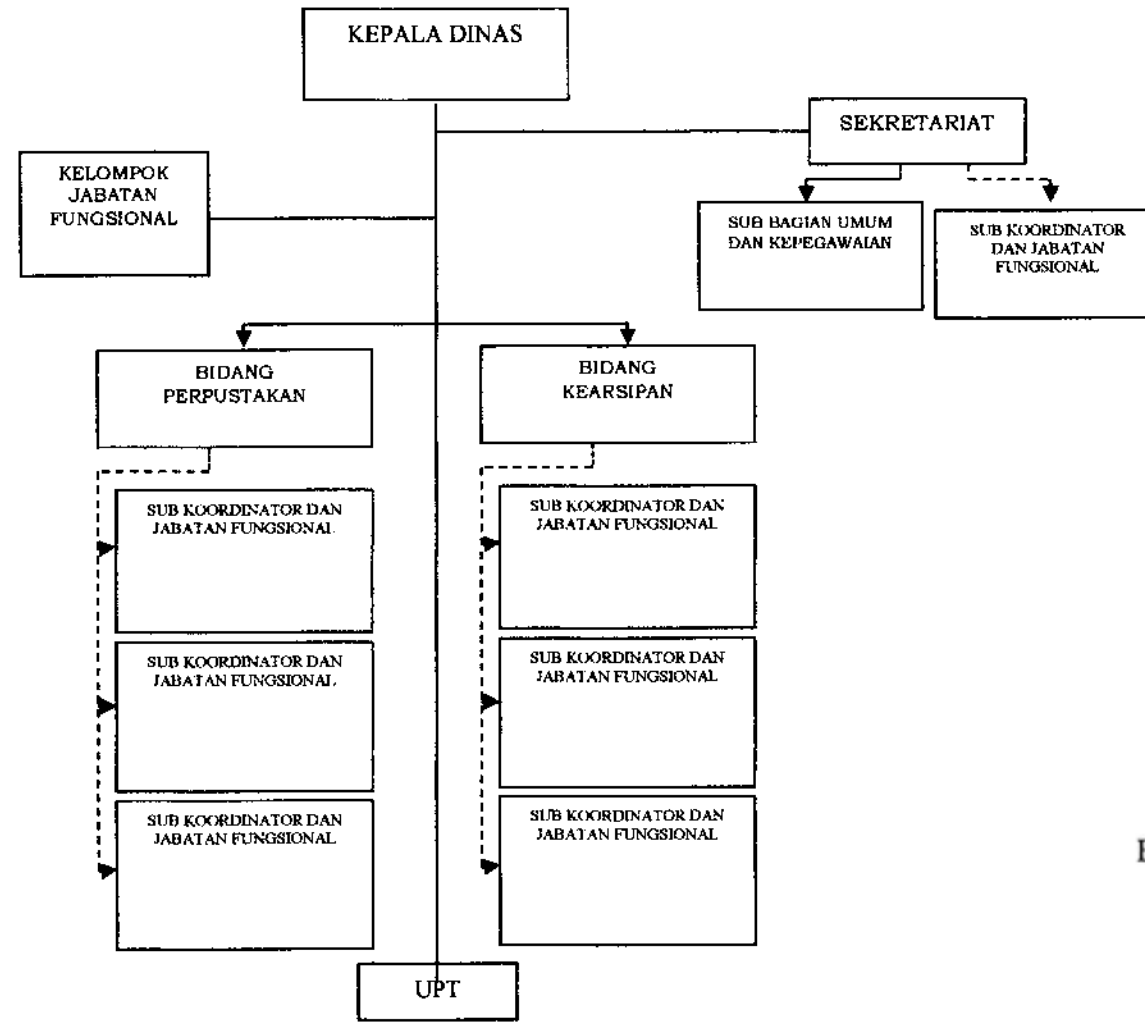 KEPALA DINAS
SEKRETARIAT
KELOMPOK
JABATAN
FUNGSIONAL
SUB BAGIAN UMUM
DAN KEPEGAWAIAN
SUB KOORDINATOR
DAN JABATAN
FUNGSIONAL
BIDANG
PERPUSTAKAN
BIDANG
KEARSIPAN
SUB KOORDINATOR DAN
JABATAN FUNGSIONAL
SUB KOORDINATOR DAN
JABATAN FUNGSIONAL
SUB KOORDINATOR DAN
JABATAN FUNGSIONAL
SUB KOORDINATOR DAN
JABATAN FUNGSIONAL
SUB KOORDINATOR DAN
JABATAN FUNGSIONAL
SUB KOORDINATOR DAN
JABATAN FUNGSIONAL
UPT